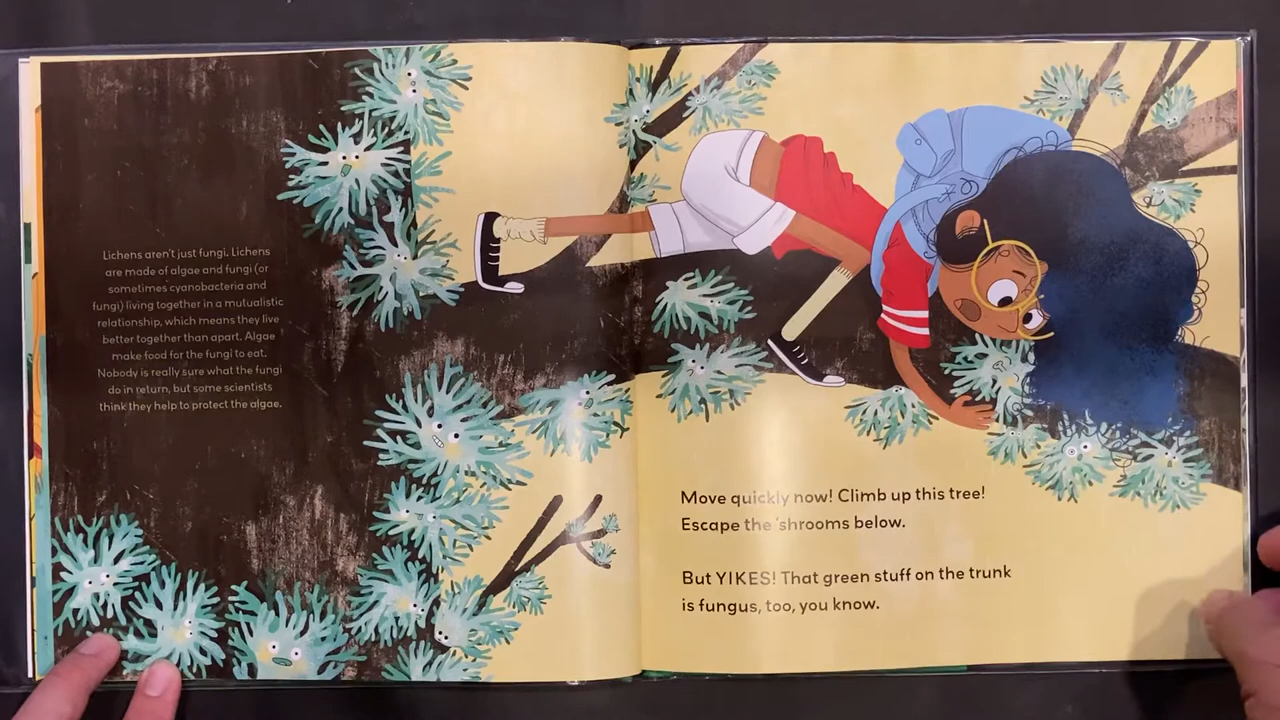 Lichens aren't just fungi. Lichens
are made of algae and fungi (or
sometimes cyanobacteria and
fungi) living together in a mutualistic
relationship, which means they live
better together than apart. Algae
make food for the fungi to eat.
Nobody is really sure what the fungi
do in return, but some scientists
think they help to protect the algae.
Move quickly now! Climb up this tree!
Escape the 'shrooms below.
But YIKES! That green stuff on the trunk
is fungus, too, you know.